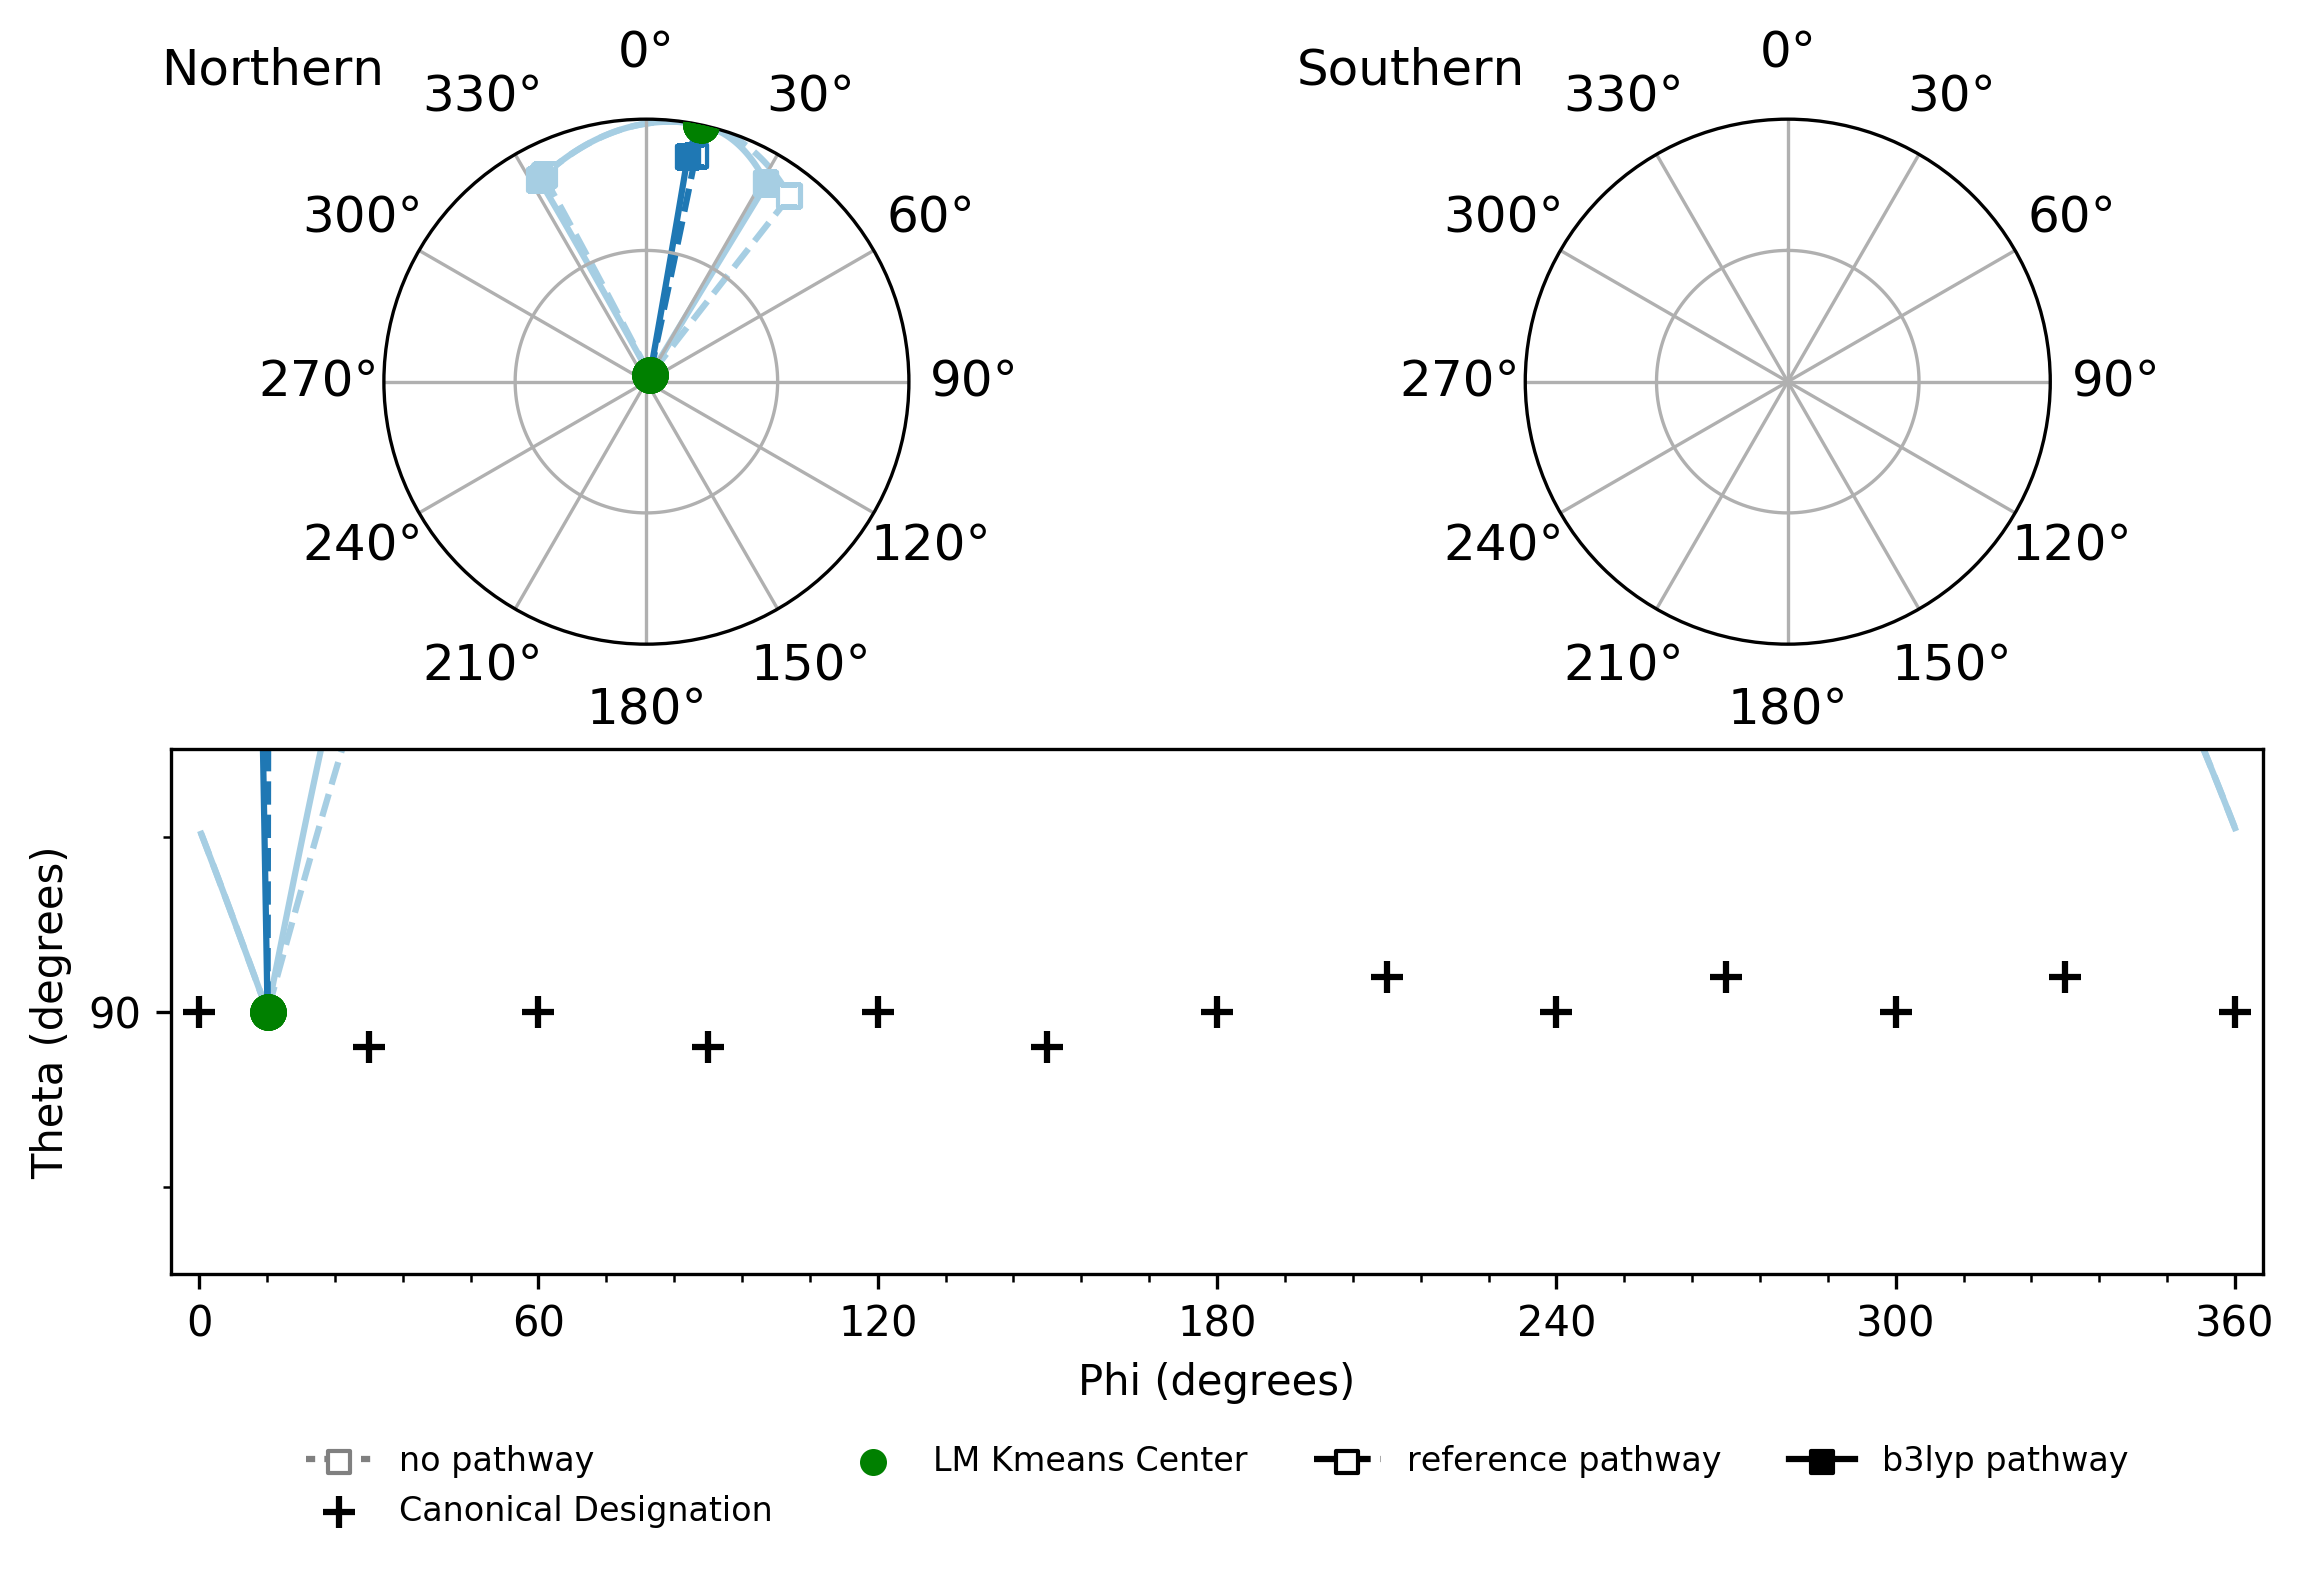 Northern
0°
330°
30°
300°
60°
270°
90°
240°
120°
210°
150°
180°
Southern
0°
330°
30°
300°
60°
270°
90°
240°
120°
210°
150°
180°
Theta (degrees)
90
0 60 120 180 240 300 360
Phi (degrees)
no pathway
Canonical Designation
LM Kmeans Center
reference pathway
b3lyp pathway